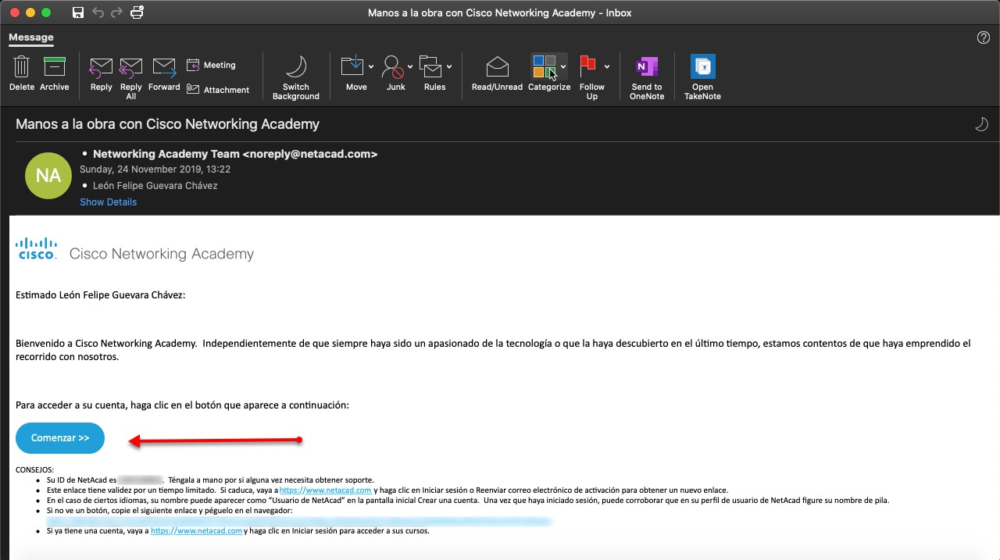 Manos a la obra con Cisco Networking Academy - Inbox
Message
Delete
Archive
Reply
Reply All
Forward
Meeting
Attachment
Switch Background
Move
Junk
Rules
Read/Unread
Categorize
Follow Up
Send to OneNote
Open TakeNote
Manos a la obra con Cisco Networking Academy
NA
• Networking Academy Team <noreply@netacad.com>
Sunday, 24 November 2019, 13:22
• León Felipe Guevara Chávez
Show Details
CISCO. Cisco Networking Academy
Estimado León Felipe Guevara Chávez:
Bienvenido a Cisco Networking Academy.  Independientemente de que siempre haya sido un apasionado de la tecnología o que la haya descubierto en el último tiempo, estamos contentos de que haya emprendido el
recorrido con nosotros.
Para acceder a su cuenta, haga clic en el botón que aparece a continuación:
Comenzar >>
CONSEJOS:
• Su ID de NetAcad es .  Téngala a mano por si alguna vez necesita obtener soporte.
• Este enlace tiene validez por un tiempo limitado.  Si caduca, vaya a https://www.netacad.com y haga clic en Iniciar sesión o Reenviar correo electrónico de activación para obtener un nuevo enlace.
• En el caso de ciertos idiomas, su nombre puede aparecer como “Usuario de NetAcad” en la pantalla inicial Crear una cuenta.  Una vez que haya iniciado sesión, puede corroborar que en su perfil de usuario de NetAcad figure su nombre de pila.
• Si no ve un botón, copie el siguiente enlace y péguelo en el navegador:
• Si ya tiene una cuenta, vaya a https://www.netacad.com y haga clic en Iniciar sesión para acceder a sus cursos.